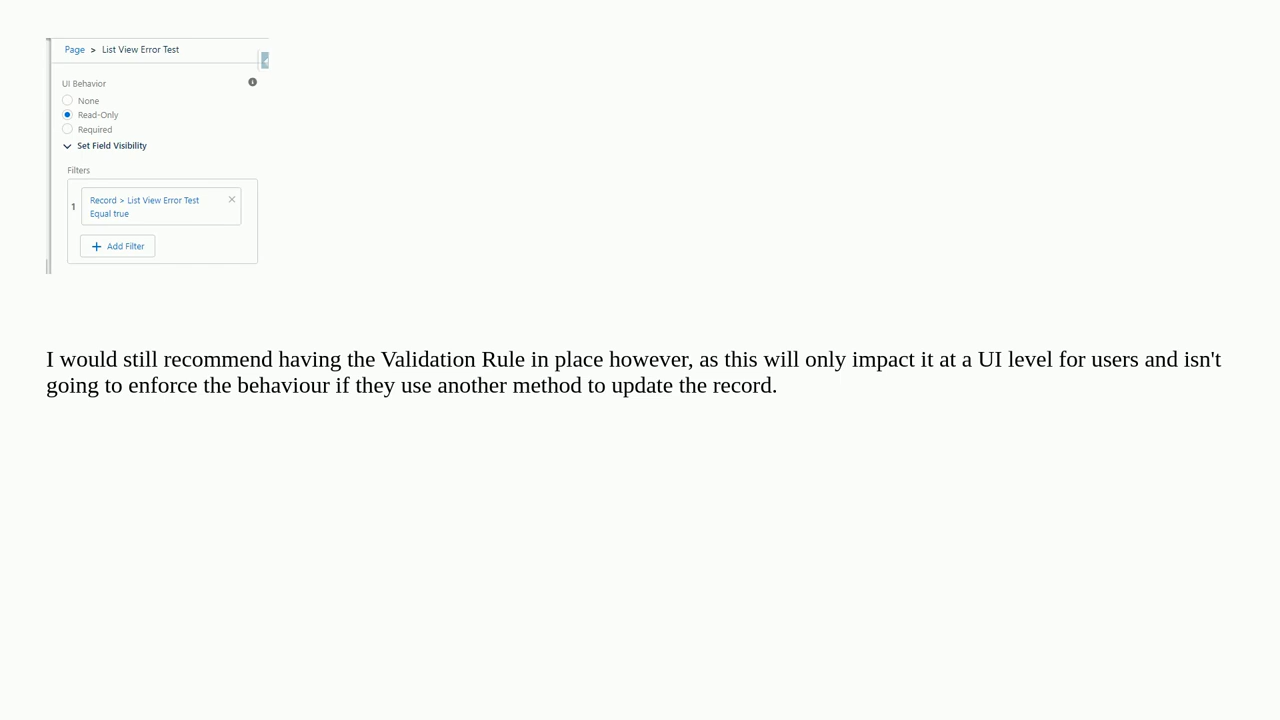 Page > List View Error Test
UI Behavior
None
Read-Only
Required
Set Field Visibility
Filters
1
Record > List View Error Test
Equal true
Add Filter
I would still recommend having the Validation Rule in place however, as this will only impact it at a UI level for users and isn't
going to enforce the behaviour if they use another method to update the record.